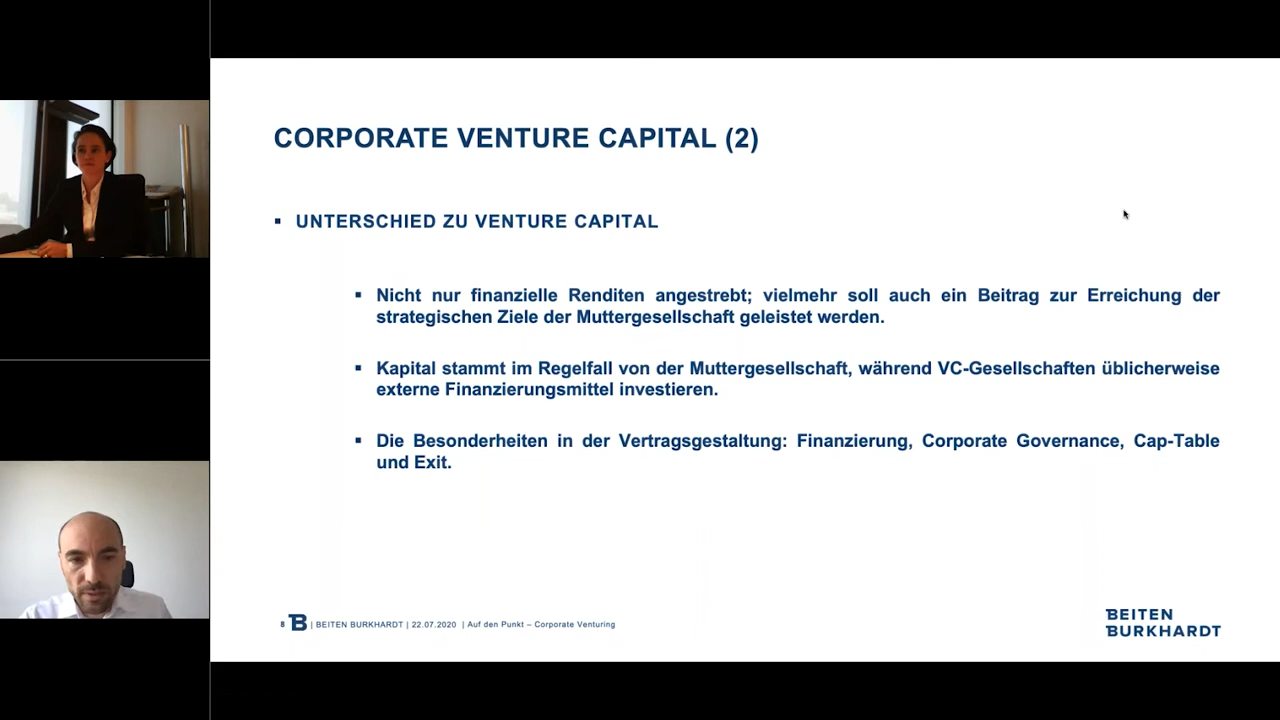 CORPORATE VENTURE CAPITAL (2)
▪ UNTERSCHIED ZU VENTURE CAPITAL
▪ Nicht nur finanzielle Renditen angestrebt; vielmehr soll auch ein Beitrag zur Erreichung der
strategischen Ziele der Muttergesellschaft geleistet werden.
▪ Kapital stammt im Regelfall von der Muttergesellschaft, während VC-Gesellschaften üblicherweise
externe Finanzierungsmittel investieren.
▪ Die Besonderheiten in der Vertragsgestaltung: Finanzierung, Corporate Governance, Cap-Table
und Exit.
8 B | BEITEN BURKHARDT | 22.07.2020 | Auf den Punkt – Corporate Venturing
BEITEN
BURKHARDT